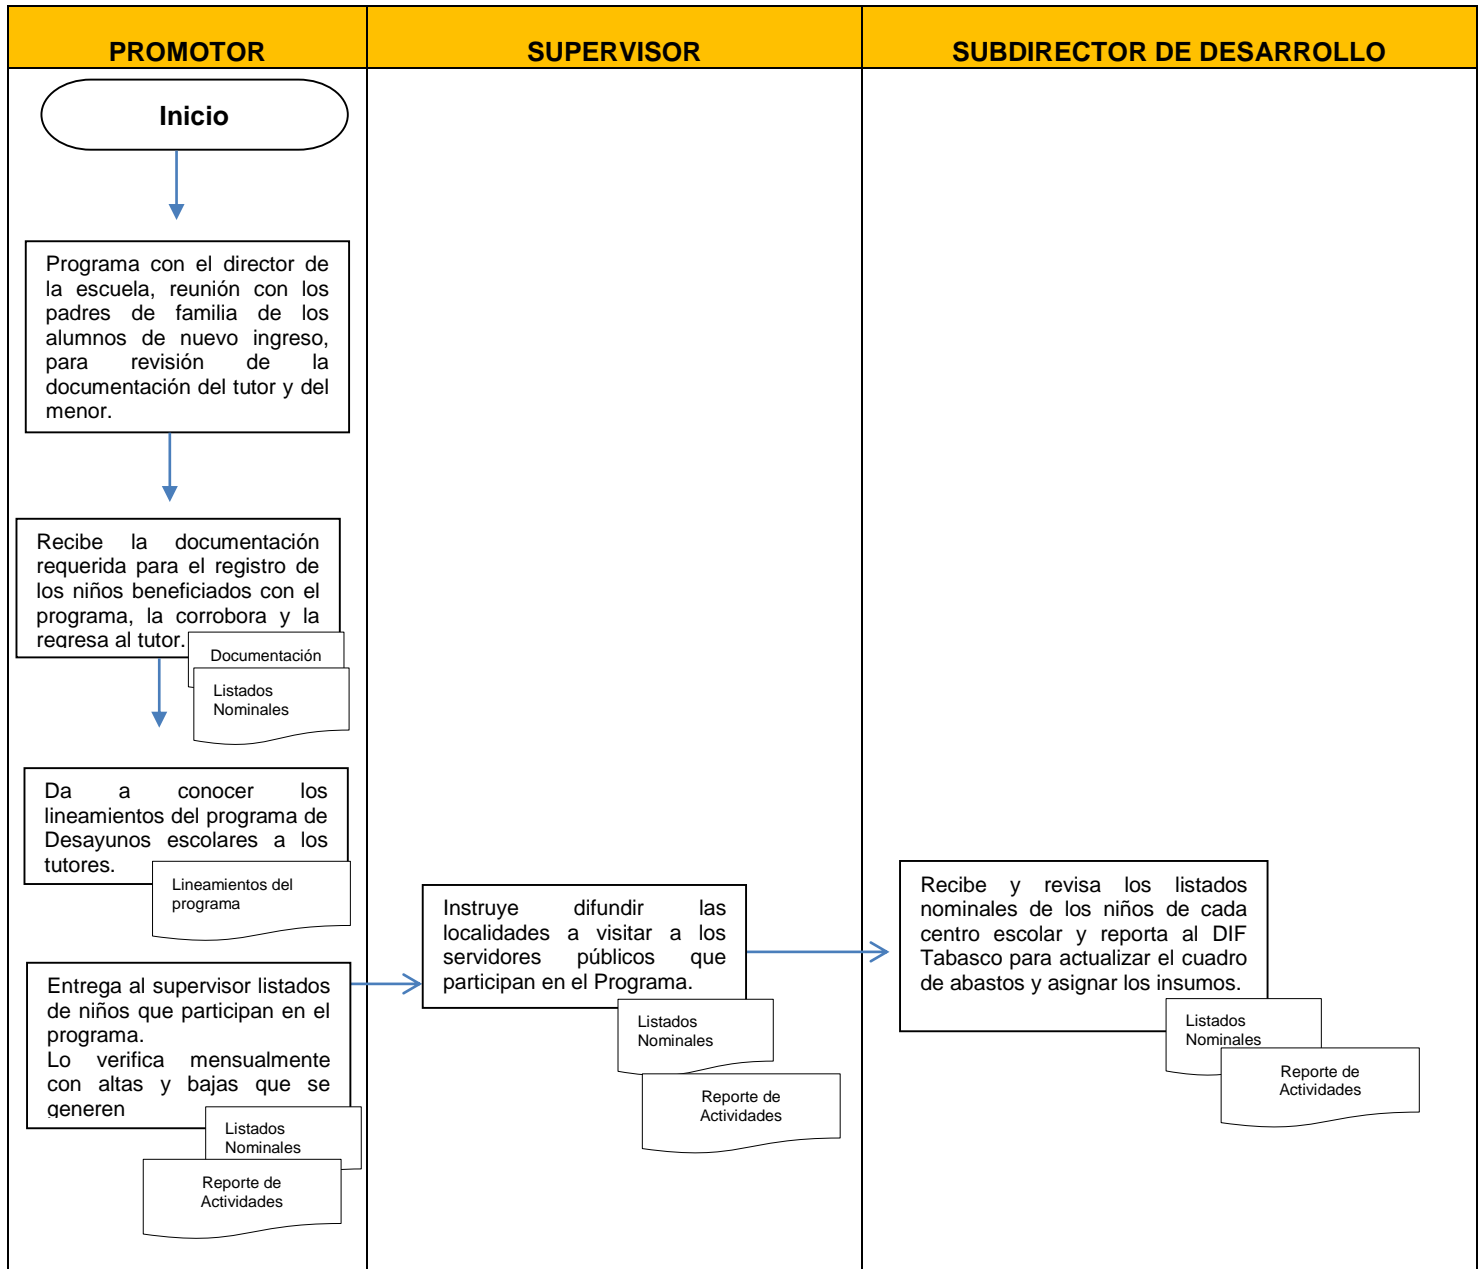 PROMOTOR
SUPERVISOR
SUBDIRECTOR DE DESARROLLO
Inicio
Programa con el director de
la escuela, reunión con los
padres de familia de los
alumnos de nuevo ingreso,
para revisión de la
documentación del tutor y del
menor.
Recibe la documentación
requerida para el registro de
los niños beneficiados con el
programa, la corrobora y la
regresa al tutor.
Documentación
Listados
Nominales
Da a conocer los
lineamientos del programa de
Desayunos escolares a los
tutores.
Lineamientos del
programa
Entrega al supervisor listados
de niños que participan en el
programa.
Lo verifica mensualmente
con altas y bajas que se
generen
Listados
Nominales
Reporte de
Actividades
Instruye difundir las
localidades a visitar a los
servidores públicos que
participan en el Programa.
Listados
Nominales
Reporte de
Actividades
Recibe y revisa los listados
nominales de los niños de cada
centro escolar y reporta al DIF
Tabasco para actualizar el cuadro
de abastos y asignar los insumos.
Listados
Nominales
Reporte de
Actividades